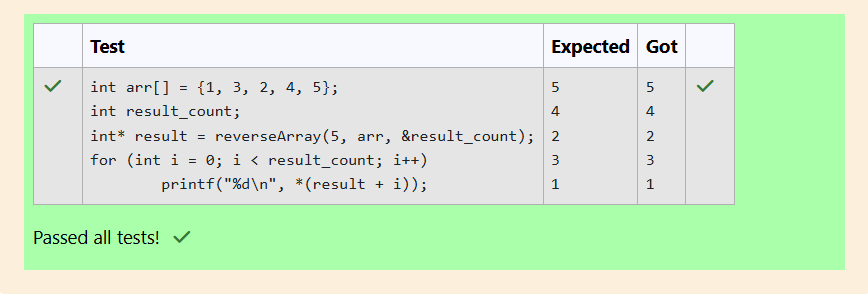 Test Expected Got
int arr[] = {1, 3, 2, 4, 5}; 5 5
int result_count; 4 4
int* result = reverseArray(5, arr, &result_count); 2 2
for (int i = 0; i < result_count; i++) 3 3
printf("%d\n", *(result + i)); 1 1
Passed all tests!